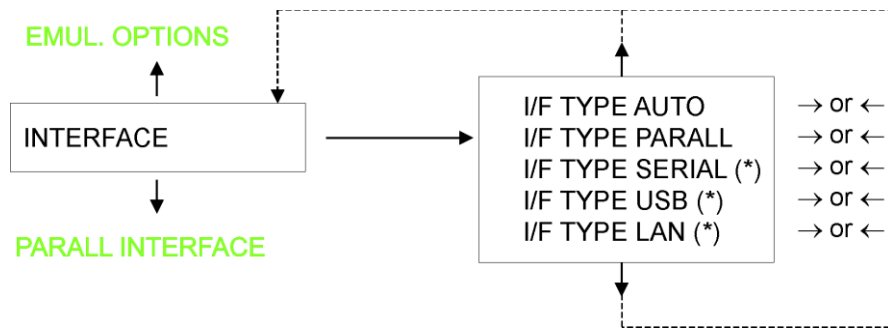 EMUL. OPTIONS
INTERFACE
PARALL INTERFACE
I/F TYPE AUTO → or ←
I/F TYPE PARALL → or ←
I/F TYPE SERIAL (*) → or ←
I/F TYPE USB (*) → or ←
I/F TYPE LAN (*) → or ←